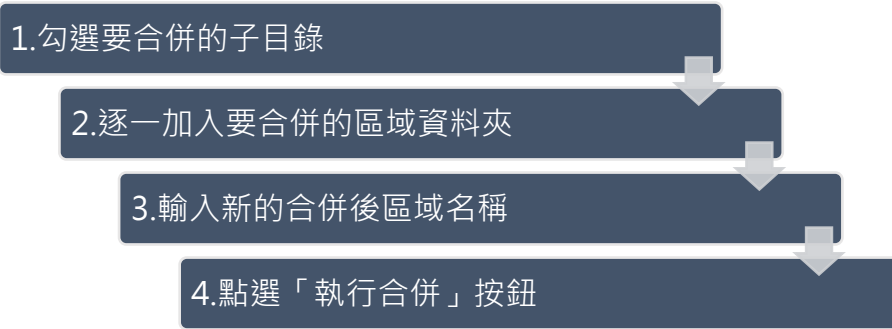 1.勾選要合併的子目錄
2.逐一加入要合併的區域資料夾
3.輸入新的合併後區域名稱
4.點選「執行合併」按鈕